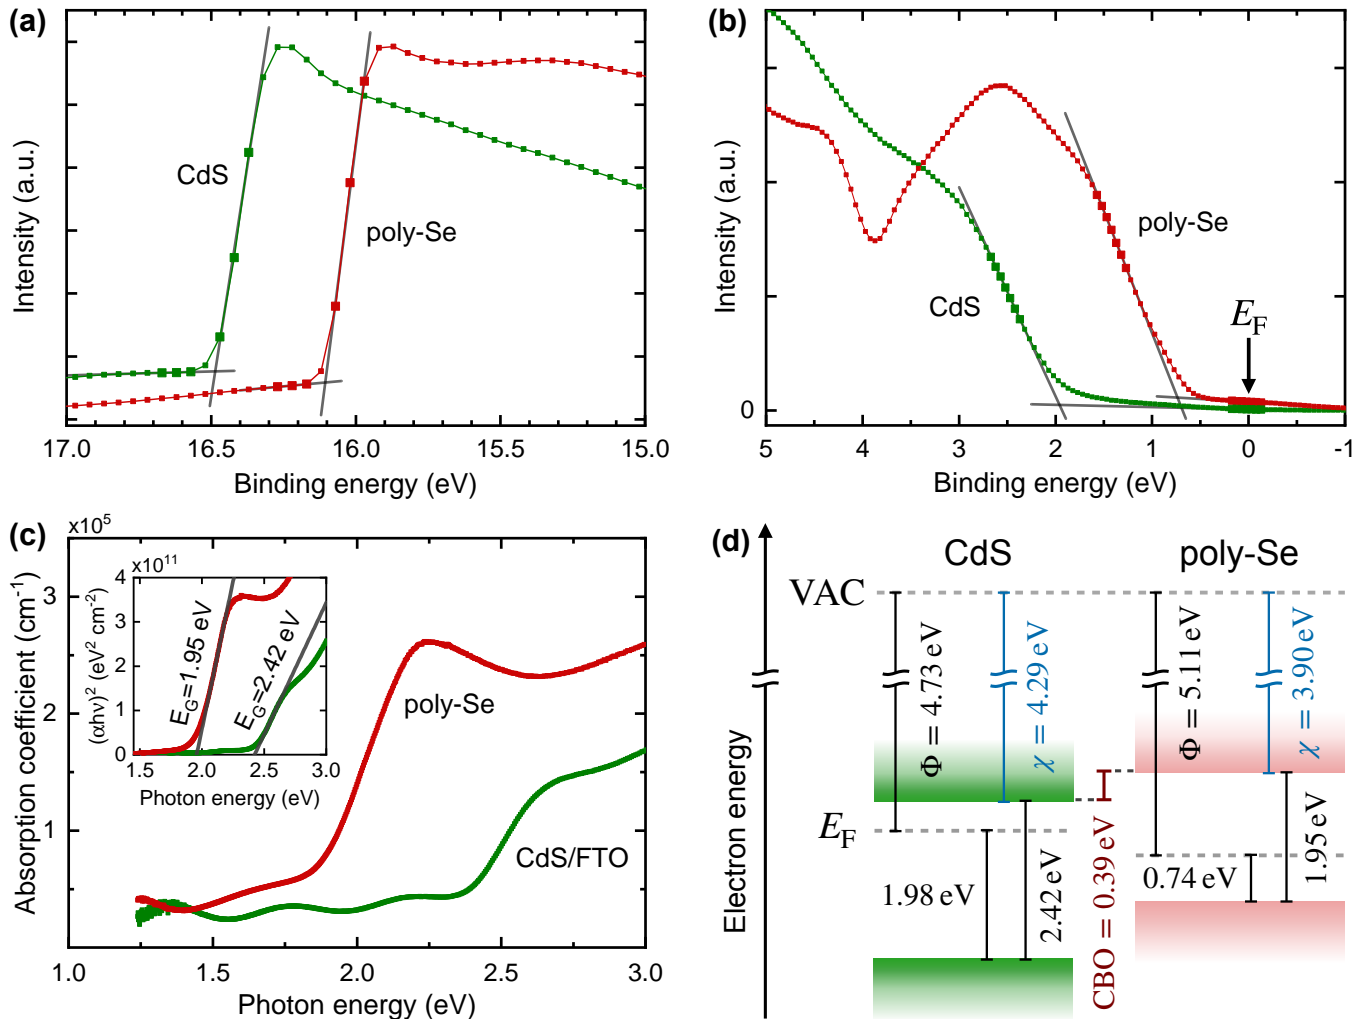 (a)
Intensity (a.u.)
CdS
poly-Se
17.0 16.5 16.0 15.5 15.0
Binding energy (eV)
(b)
Intensity (a.u.)
0
poly-Se
CdS
E_F
5 4 3 2 1 0 -1
Binding energy (eV)
(c)
x10⁵
Absorption coefficient (cm⁻¹)
3
2
1
poly-Se
CdS/FTO
1.0 1.5 2.0 2.5 3.0
Photon energy (eV)
x10¹¹
(αhν)² (eV² cm⁻²)
4
3
2
1
0
E_G=1.95 eV
E_G=2.42 eV
1.5 2.0 2.5 3.0
Photon energy (eV)
(d)
Electron energy
CdS
poly-Se
VAC
E_F
Φ = 4.73 eV
χ = 4.29 eV
1.98 eV
2.42 eV
CBO = 0.39 eV
Φ = 5.11 eV
χ = 3.90 eV
0.74 eV
1.95 eV